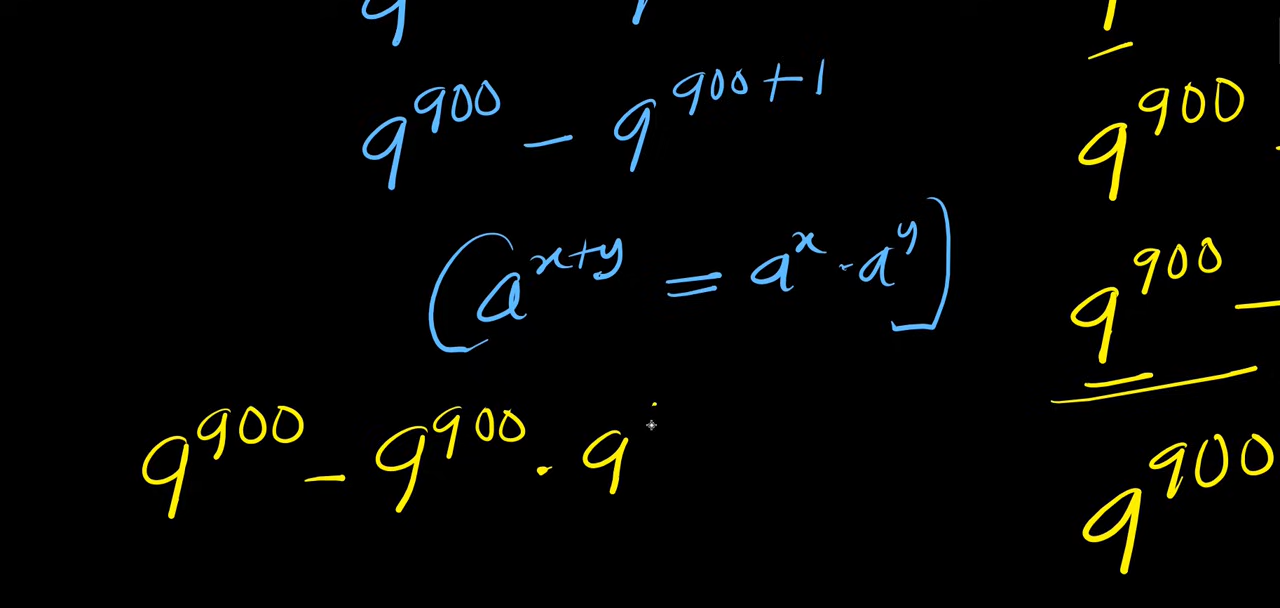 9^900 - 9^900+1
(a^x+y = a^x · a^y]
9^900 - 9^900 · 9
9^900
9^900 -
9^900